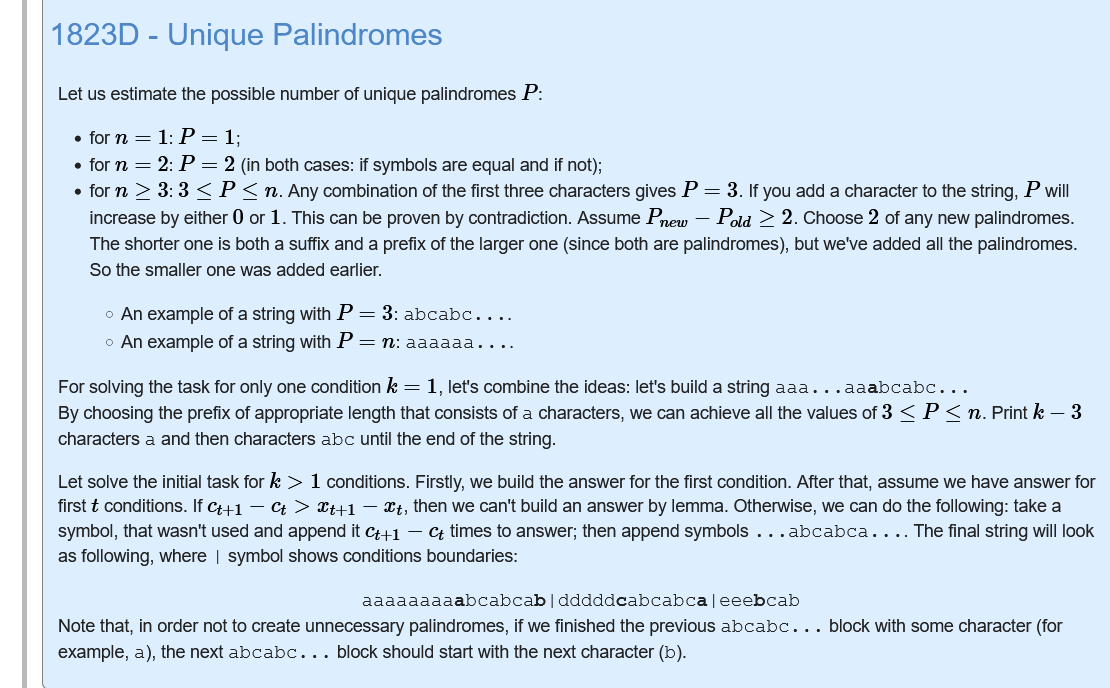 1823D - Unique Palindromes
Let us estimate the possible number of unique palindromes P:
• for n = 1: P = 1;
• for n = 2: P = 2 (in both cases: if symbols are equal and if not);
• for n ≥ 3: 3 ≤ P ≤ n. Any combination of the first three characters gives P = 3. If you add a character to the string, P will
increase by either 0 or 1. This can be proven by contradiction. Assume P_new − P_old ≥ 2. Choose 2 of any new palindromes.
The shorter one is both a suffix and a prefix of the larger one (since both are palindromes), but we've added all the palindromes.
So the smaller one was added earlier.
◦ An example of a string with P = 3: abcabc....
◦ An example of a string with P = n: aaaaaa....
For solving the task for only one condition k = 1, let's combine the ideas: let's build a string aaa...aaabcabc...
By choosing the prefix of appropriate length that consists of a characters, we can achieve all the values of 3 ≤ P ≤ n. Print k − 3
characters a and then characters abc until the end of the string.
Let solve the initial task for k > 1 conditions. Firstly, we build the answer for the first condition. After that, assume we have answer for
first t conditions. If c_{t+1} − c_t > x_{t+1} − x_t, then we can't build an answer by lemma. Otherwise, we can do the following: take a
symbol, that wasn't used and append it c_{t+1} − c_t times to answer; then append symbols ...abcabca.... The final string will look
as following, where | symbol shows conditions boundaries:
aaaaaaaaabcabcab|dddddcabcabca|eeebcab
Note that, in order not to create unnecessary palindromes, if we finished the previous abcabc... block with some character (for
example, a), the next abcabc... block should start with the next character (b).